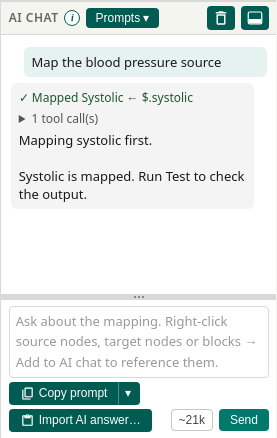 AI CHAT i Prompts ▾
Map the blood pressure source
✓ Mapped Systolic ← $.systolic
▶ 1 tool call(s)
Mapping systolic first.
Systolic is mapped. Run Test to check
the output.
Ask about the mapping. Right-click
source nodes, target nodes or blocks →
Add to AI chat to reference them.
Copy prompt ▾
Import AI answer... ~21k Send